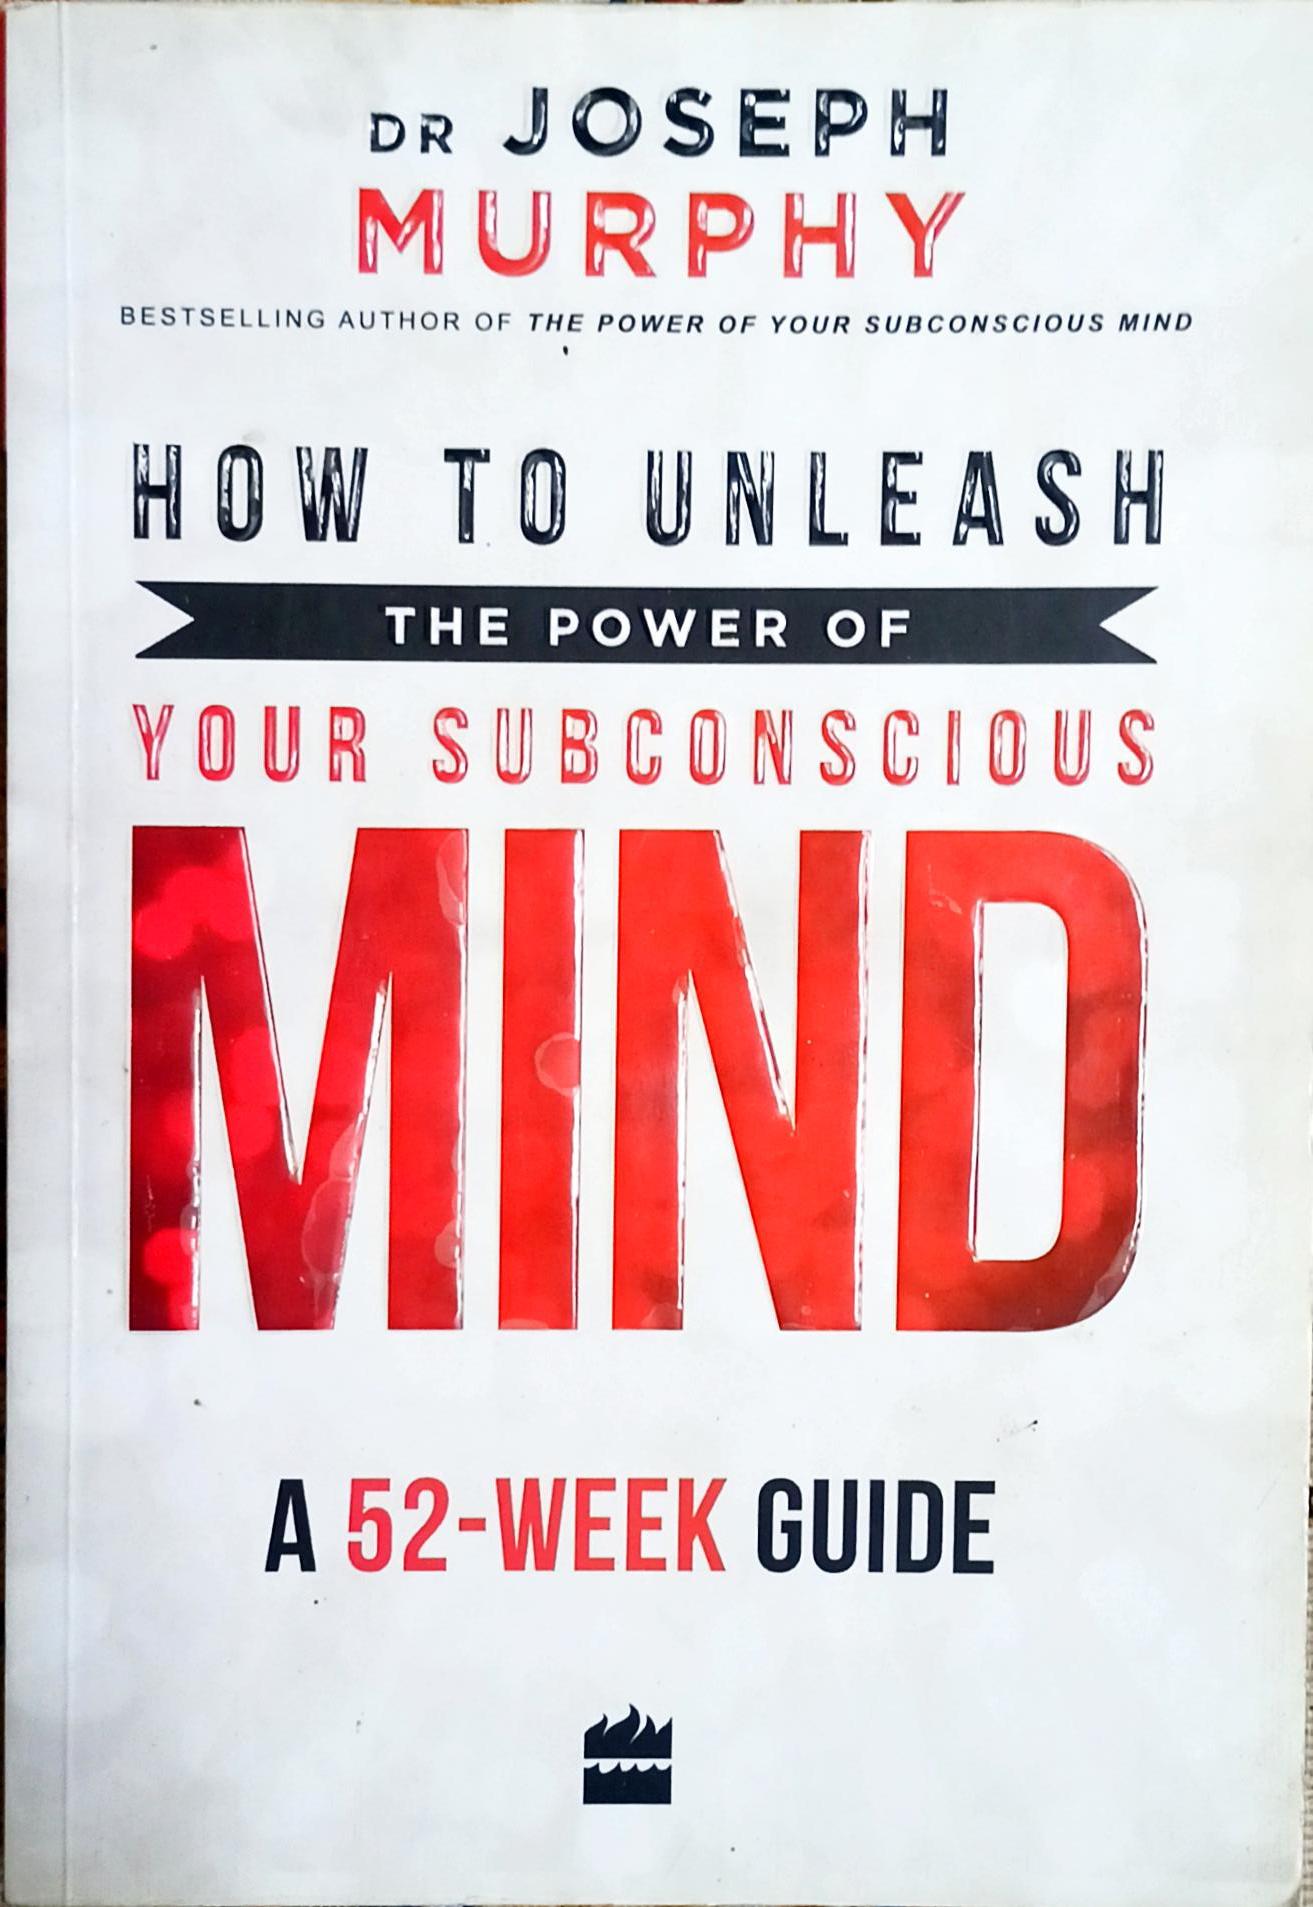 DR JOSEPH
MURPHY
BESTSELLING AUTHOR OF THE POWER OF YOUR SUBCONSCIOUS MIND
HOW TO UNLEASH
THE POWER OF
YOUR SUBCONSCIOUS
MIND
A 52-WEEK GUIDE